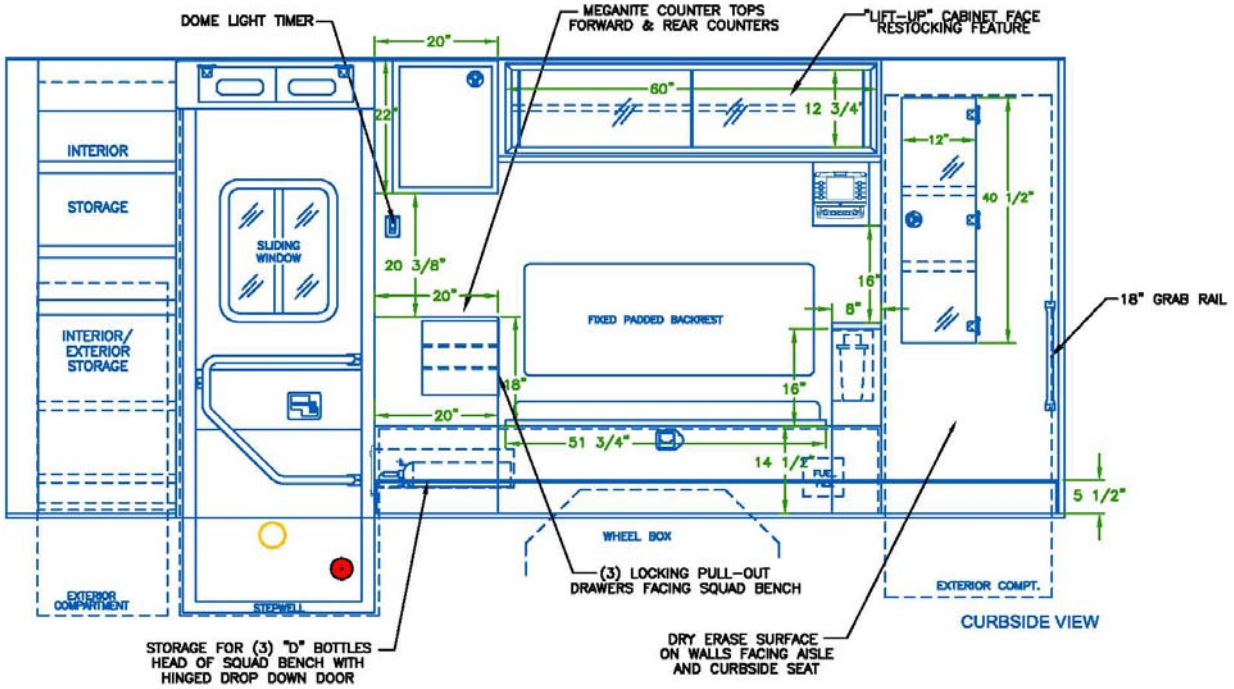 DOME LIGHT TIMER
MEGANITE COUNTER TOPS
FORWARD & REAR COUNTERS
"LIFT-UP" CABINET FACE
RESTOCKING FEATURE
20"
60"
12 3/4"
22"
12"
40 1/2"
INTERIOR
STORAGE
SLIDING
WINDOW
20 3/8"
20"
16"
8"
18" GRAB RAIL
FIXED PADDED BACKREST
INTERIOR/
EXTERIOR
STORAGE
18"
16"
20"
51 3/4"
14 1/2"
FUEL
5 1/2"
WHEEL BOX
(3) LOCKING PULL-OUT
DRAWERS FACING SQUAD BENCH
EXTERIOR
COMPARTMENT
STEPWELL
EXTERIOR COMPT.
CURBSIDE VIEW
STORAGE FOR (3) "D" BOTTLES
HEAD OF SQUAD BENCH WITH
HINGED DROP DOWN DOOR
DRY ERASE SURFACE
ON WALLS FACING AISLE
AND CURBSIDE SEAT